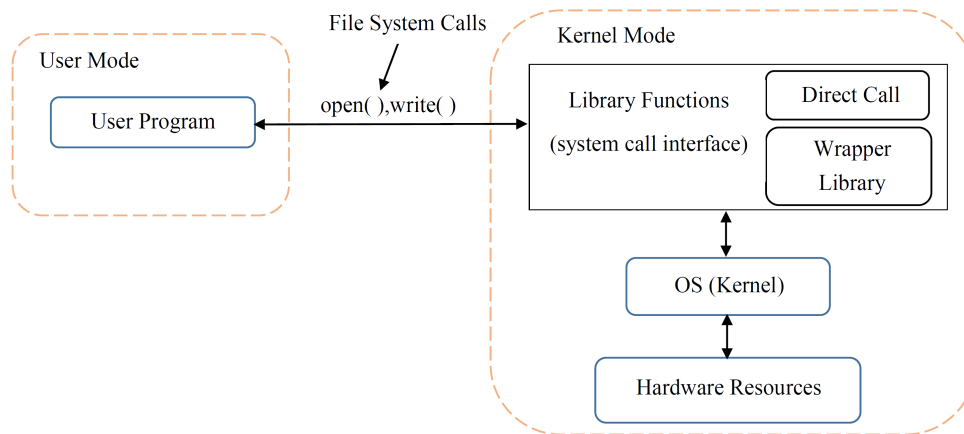 File System Calls
User Mode
User Program
open( ),write( )
Kernel Mode
Library Functions
(system call interface)
Direct Call
Wrapper
Library
OS (Kernel)
Hardware Resources